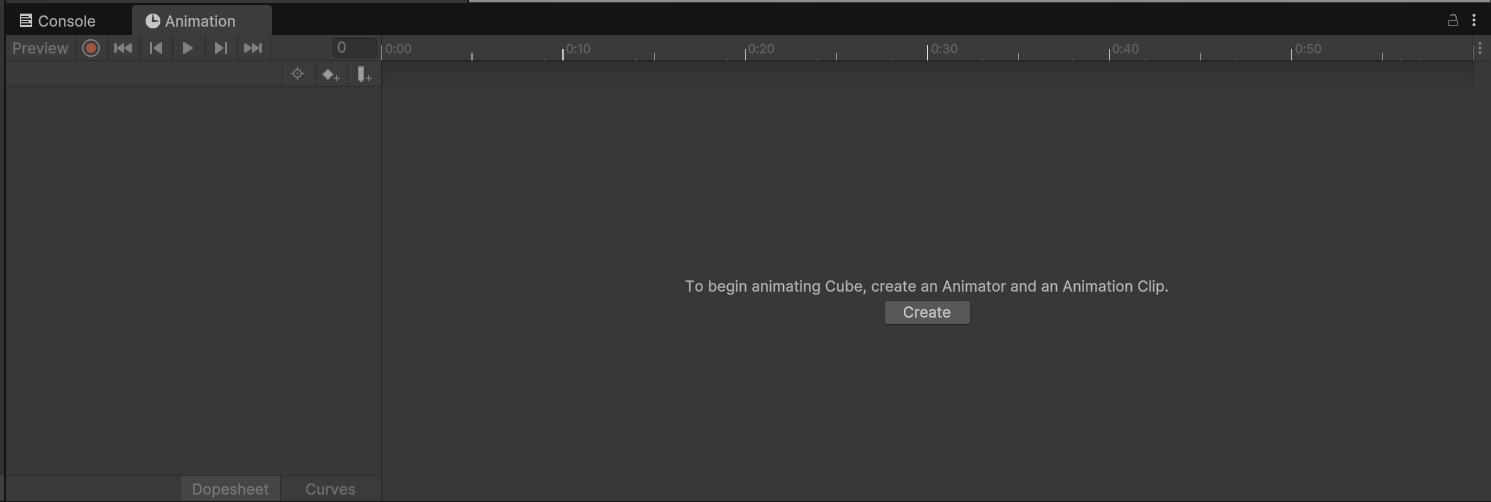 Console Animation
Preview 0 0:00 0:10 0:20 0:30 0:40 0:50
To begin animating Cube, create an Animator and an Animation Clip.
Create
Dopesheet Curves